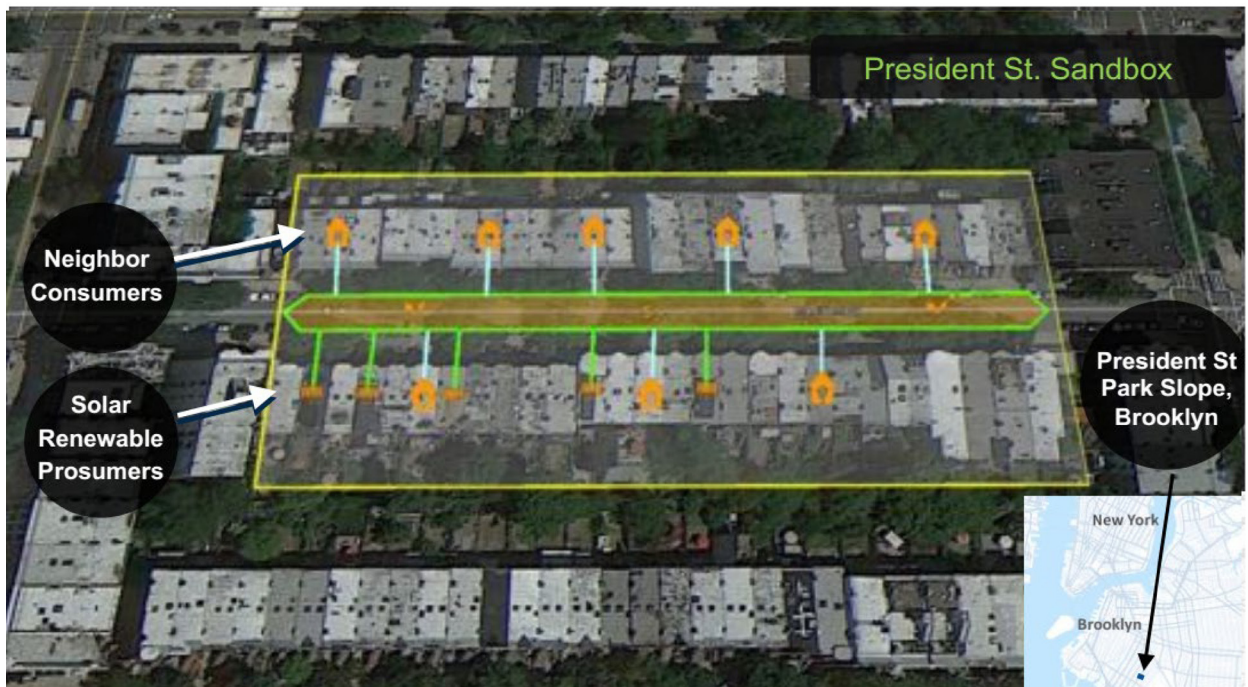 President St. Sandbox
Neighbor
Consumers
Solar
Renewable
Prosumers
President St
Park Slope,
Brooklyn
New York
Brooklyn